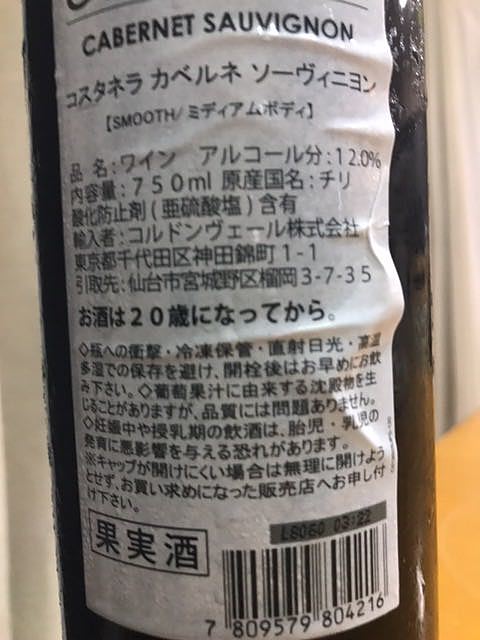 CABERNET SAUVIGNON
コスタネラ カベルネ ソーヴィニヨン
【SMOOTH/ミディアムボディ】
品 名:ワイン アルコール分:12.0%
内容量:750ml 原産国名:チリ
酸化防止剤(亜硫酸塩)含有
輸入者:コルドンヴェール株式会社
東京都千代田区神田錦町1-1
引取先:仙台市宮城野区榴岡3-7-35
お酒は20歳になってから。
◇瓶への衝撃・冷凍保管・直射日光・高温
多湿での保存を避け、開栓後はお早めにお飲
み下さい。◇葡萄果汁に由来する沈殿物を生
じることがありますが、品質には問題ありません。
◇妊娠中や授乳期の飲酒は、胎児・乳児の
発育に悪影響を与える恐れがあります。
※キャップが開けにくい場合は無理に開けよう
とせず、お買い求めになった販売店へお申し付
け下さい。
果実酒
L8060 03:22
7 809579 804216